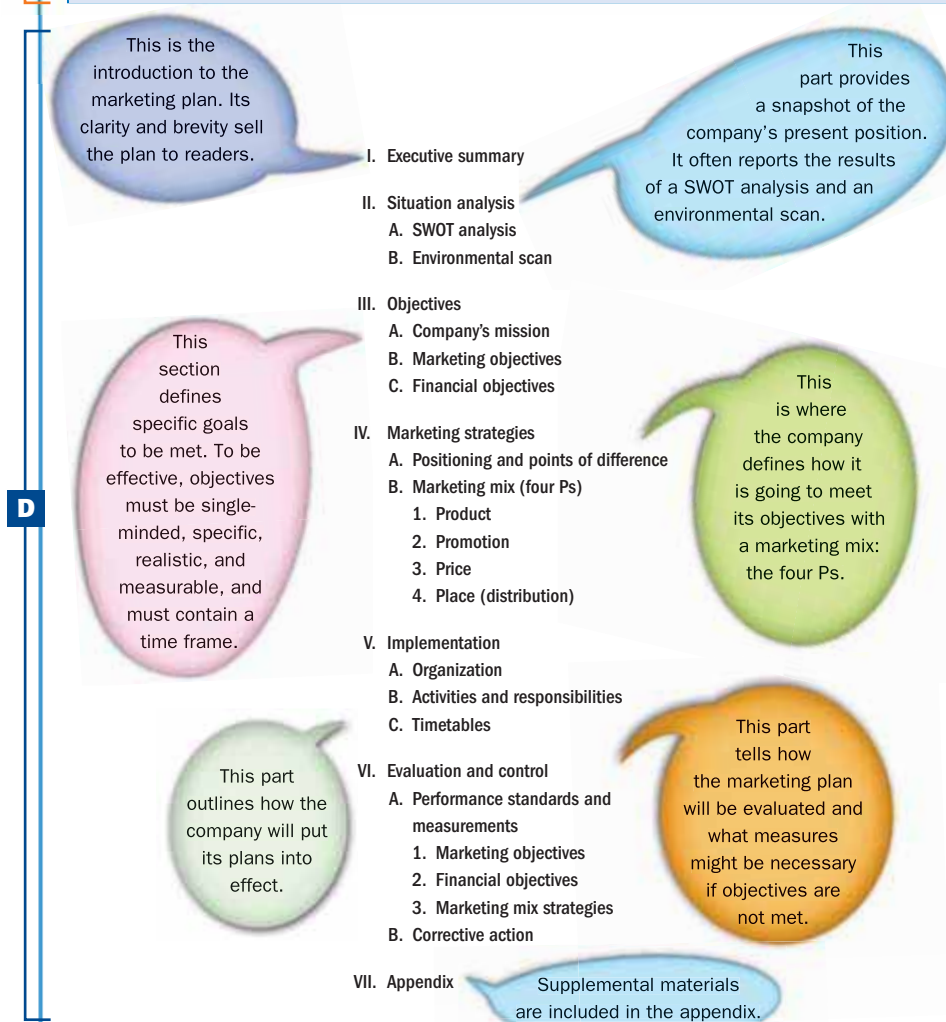 This is the
introduction to the
marketing plan. Its
clarity and brevity sell
the plan to readers.
This
part provides
a snapshot of the
company's present position.
It often reports the results
of a SWOT analysis and an
environmental scan.
I. Executive summary
II. Situation analysis
A. SWOT analysis
B. Environmental scan
III. Objectives
A. Company's mission
B. Marketing objectives
C. Financial objectives
This
section
defines
specific goals
to be met. To be
effective, objectives
must be single-
minded, specific,
realistic, and
measurable, and
must contain a
time frame.
IV. Marketing strategies
A. Positioning and points of difference
B. Marketing mix (four Ps)
1. Product
2. Promotion
3. Price
4. Place (distribution)
This
is where
the company
defines how it
is going to meet
its objectives with
a marketing mix:
the four Ps.
D
V. Implementation
A. Organization
B. Activities and responsibilities
C. Timetables
This part
outlines how the
company will put
its plans into
effect.
VI. Evaluation and control
A. Performance standards and
measurements
1. Marketing objectives
2. Financial objectives
3. Marketing mix strategies
B. Corrective action
This part
tells how
the marketing plan
will be evaluated and
what measures
might be necessary
if objectives are
not met.
VII. Appendix
Supplemental materials
are included in the appendix.